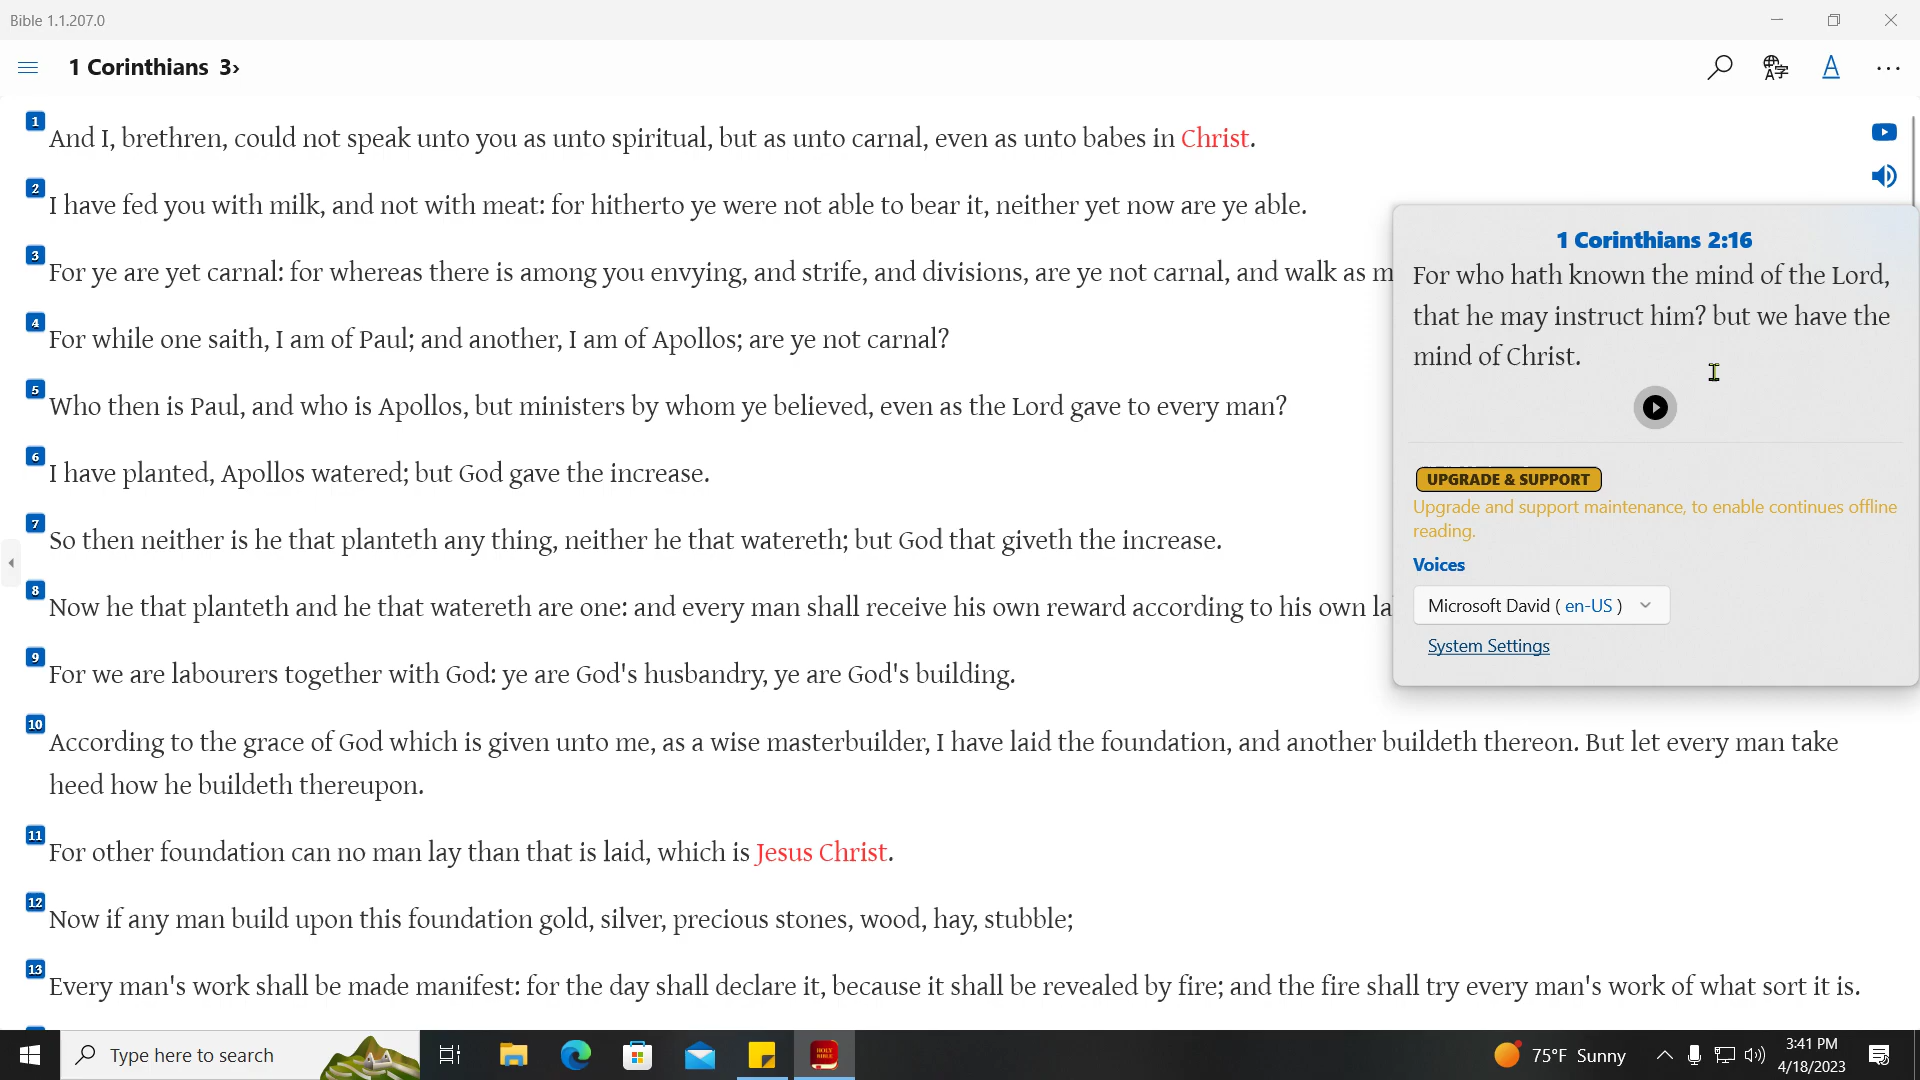 Bible 1.1.207.0
1 Corinthians 3›
1 And I, brethren, could not speak unto you as unto spiritual, but as unto carnal, even as unto babes in Christ.
2 I have fed you with milk, and not with meat: for hitherto ye were not able to bear it, neither yet now are ye able.
3 For ye are yet carnal: for whereas there is among you envying, and strife, and divisions, are ye not carnal, and walk as m
4 For while one saith, I am of Paul; and another, I am of Apollos; are ye not carnal?
5 Who then is Paul, and who is Apollos, but ministers by whom ye believed, even as the Lord gave to every man?
6 I have planted, Apollos watered; but God gave the increase.
7 So then neither is he that planteth any thing, neither he that watereth; but God that giveth the increase.
8 Now he that planteth and he that watereth are one: and every man shall receive his own reward according to his own la
9 For we are labourers together with God: ye are God's husbandry, ye are God's building.
10 According to the grace of God which is given unto me, as a wise masterbuilder, I have laid the foundation, and another buildeth thereon. But let every man take
heed how he buildeth thereupon.
11 For other foundation can no man lay than that is laid, which is Jesus Christ.
12 Now if any man build upon this foundation gold, silver, precious stones, wood, hay, stubble;
13 Every man's work shall be made manifest: for the day shall declare it, because it shall be revealed by fire; and the fire shall try every man's work of what sort it is.
1 Corinthians 2:16
For who hath known the mind of the Lord,
that he may instruct him? but we have the
mind of Christ.
UPGRADE & SUPPORT
Upgrade and support maintenance, to enable continues offline
reading.
Voices
Microsoft David ( en-US )
System Settings
Type here to search
HOLY
BIBLE
75°F Sunny
3:41 PM
4/18/2023